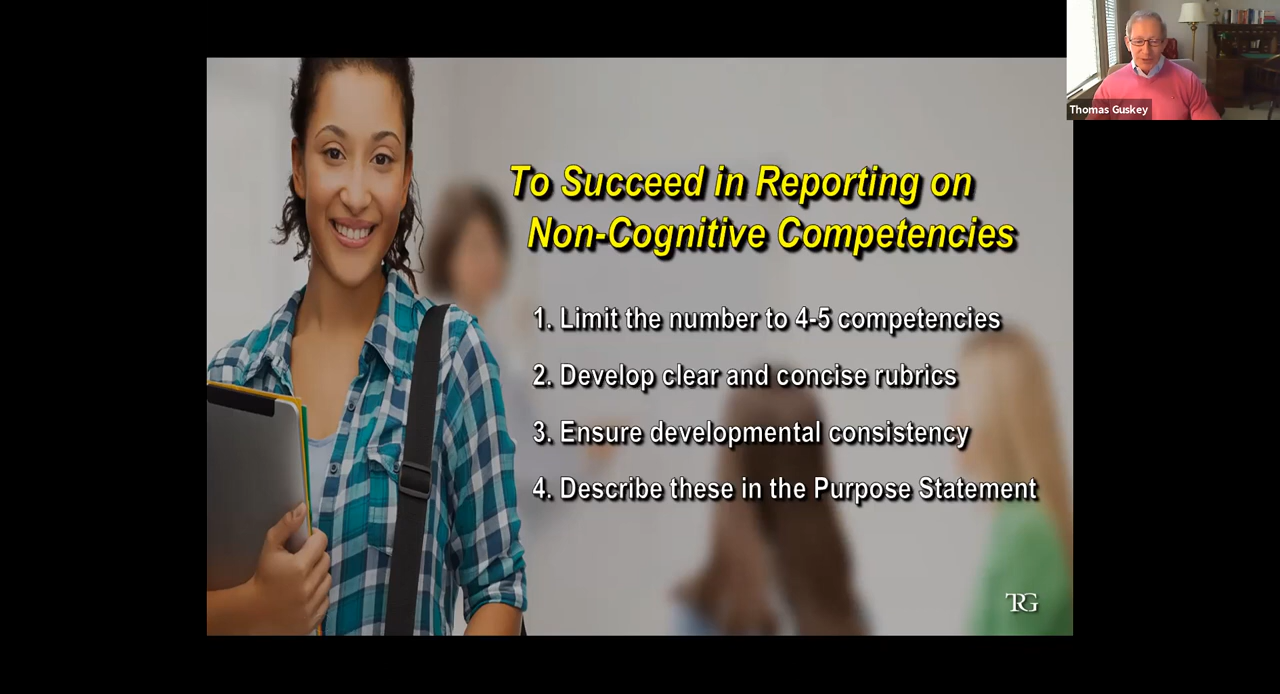 Thomas Guskey
To Succeed in Reporting on
Non-Cognitive Competencies
1. Limit the number to 4-5 competencies
2. Develop clear and concise rubrics
3. Ensure developmental consistency
4. Describe these in the Purpose Statement
TRG